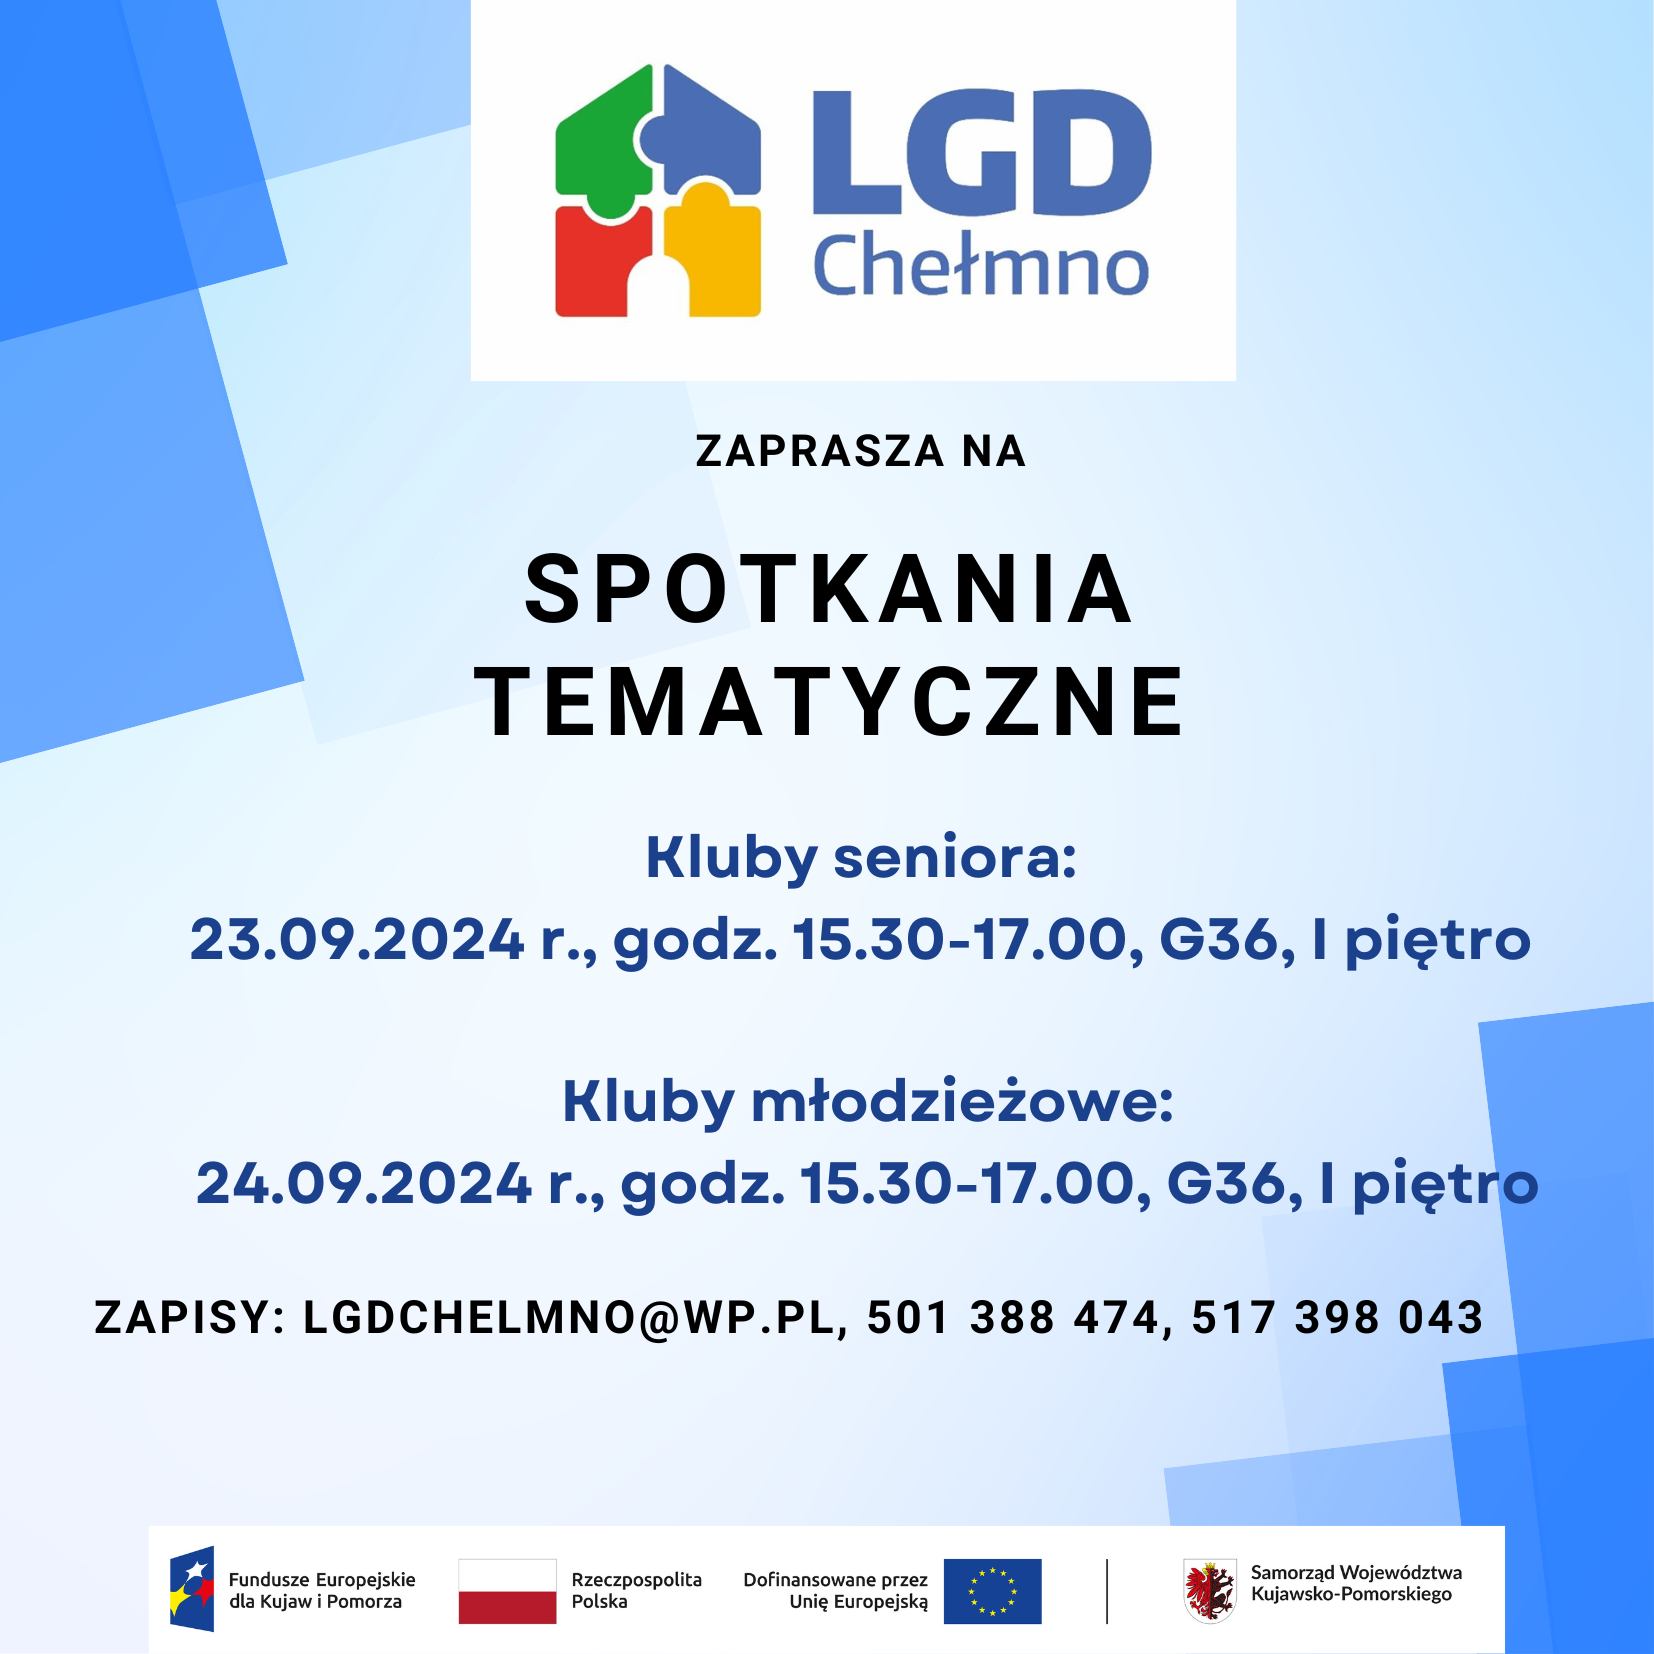 LGD
Chełmno
ZAPRASZA NA
SPOTKANIA
TEMATYCZNE
Kluby seniora:
23.09.2024 r., godz. 15.30-17.00, G36, I piętro
Kluby młodzieżowe:
24.09.2024 r., godz. 15.30-17.00, G36, I piętro
ZAPISY: LGDCHELMNO@WP.PL, 501 388 474, 517 398 043
Fundusze Europejskie
dla Kujaw i Pomorza
Rzeczpospolita
Polska
Dofinansowane przez
Unię Europejską
Samorząd Województwa
Kujawsko-Pomorskiego